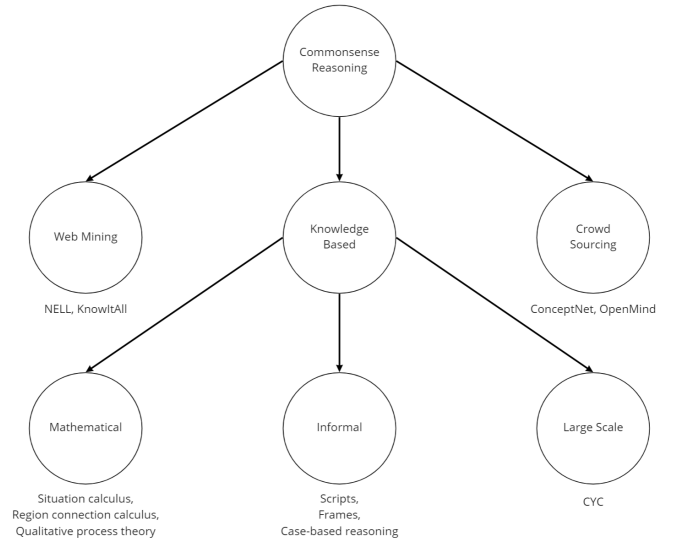 Commonsense
Reasoning
Web Mining
Knowledge
Based
Crowd
Sourcing
NELL, KnowItAll
ConceptNet, OpenMind
Mathematical
Informal
Large Scale
Situation calculus,
Region connection calculus,
Qualitative process theory
Scripts,
Frames,
Case-based reasoning
CYC